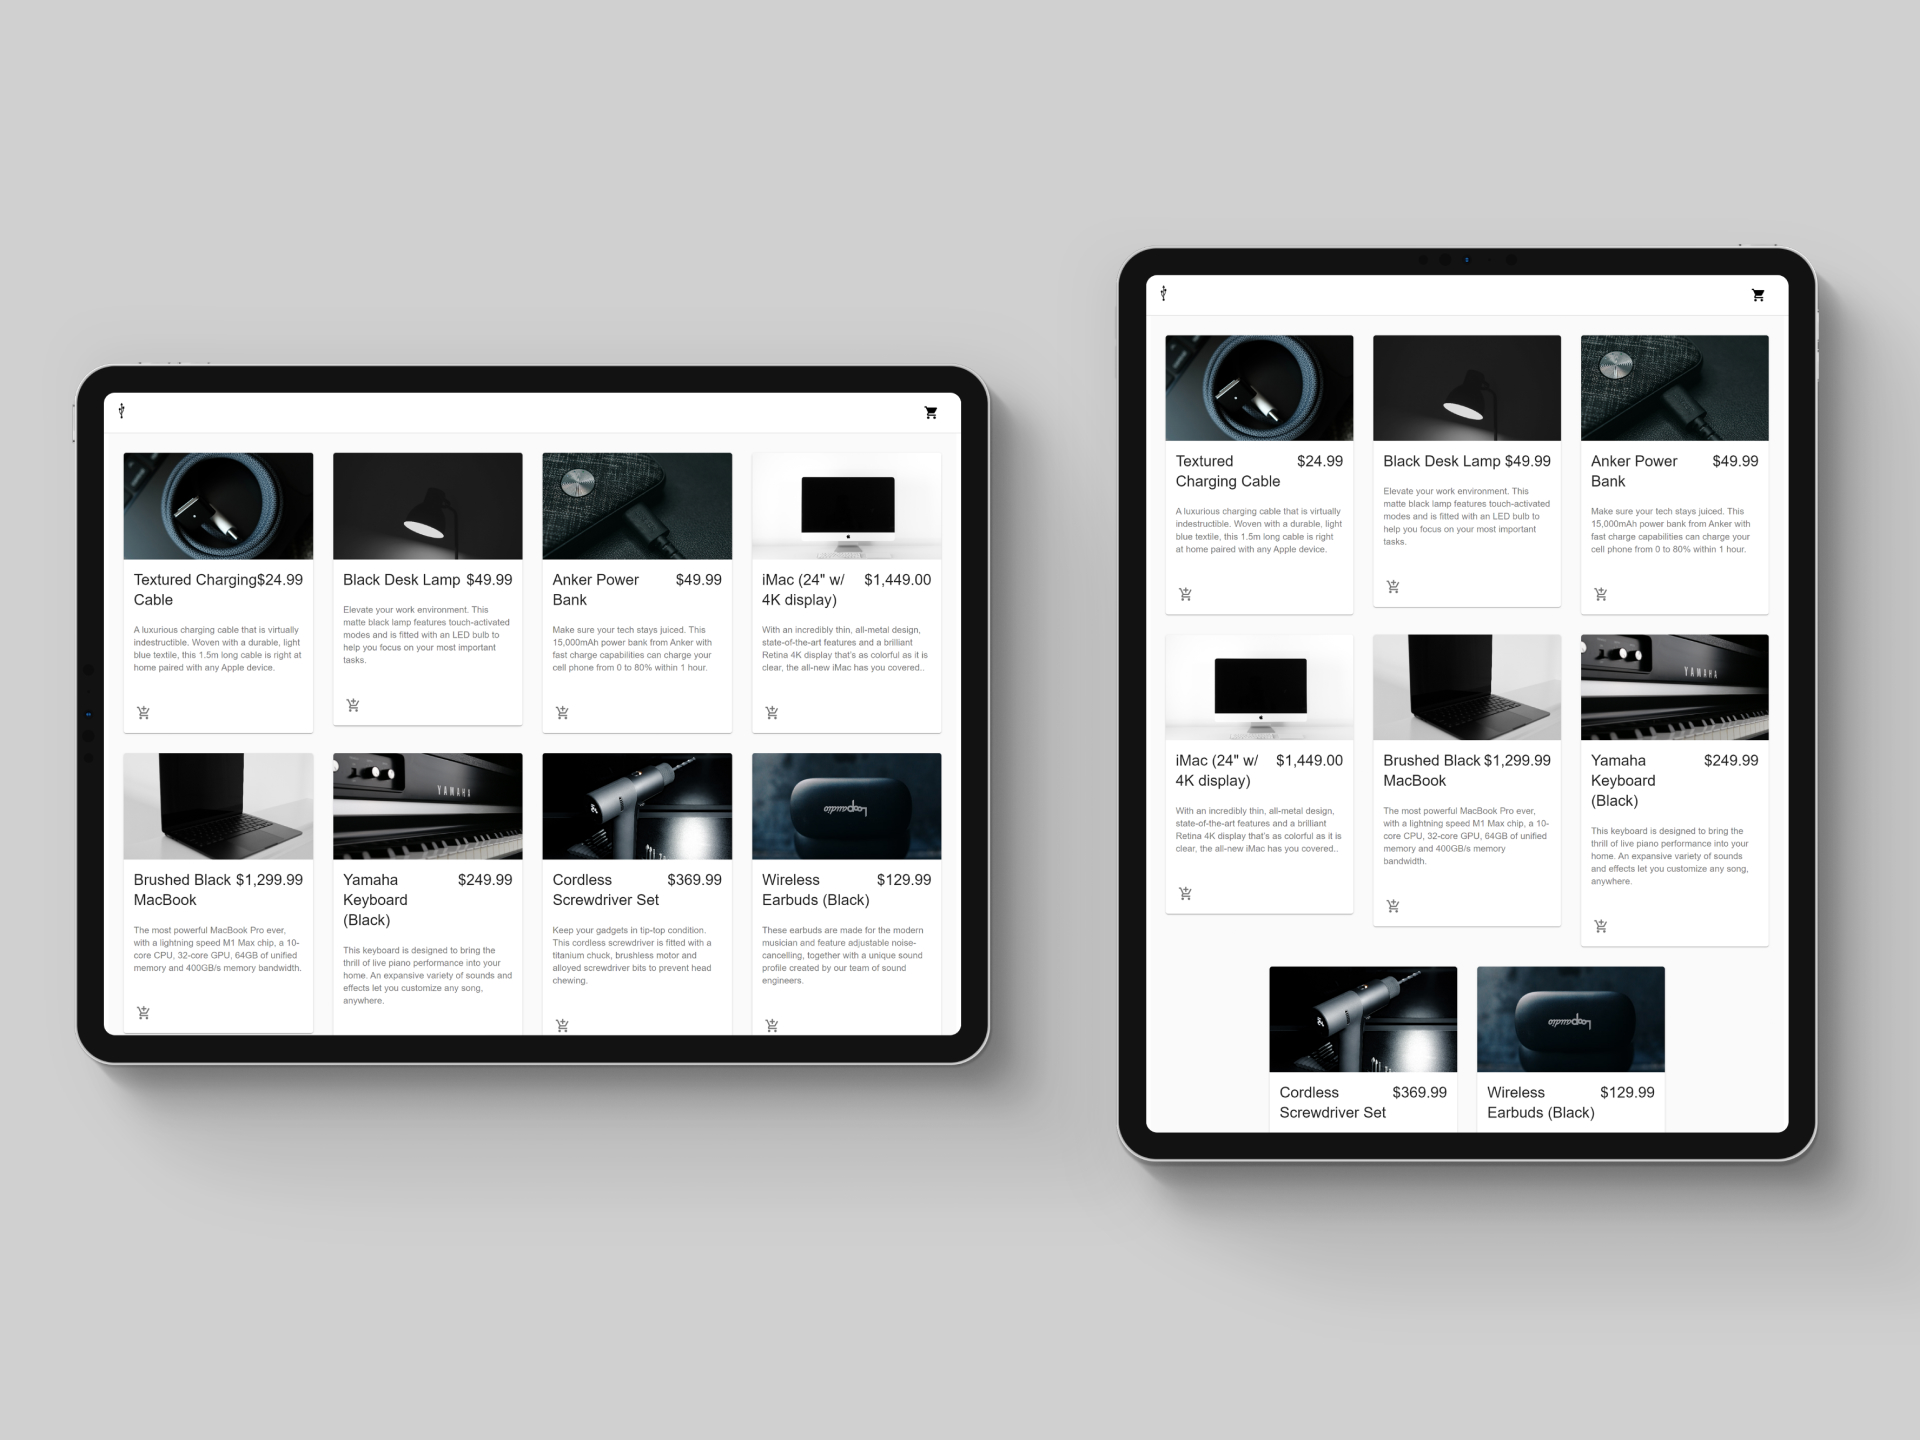 Textured Charging $24.99
Cable
A luxurious charging cable that is virtually
indestructible. Woven with a durable, light
blue textile, this 1.5m long cable is right at
home paired with any Apple device.
Black Desk Lamp $49.99
Elevate your work environment. This
matte black lamp features touch-activated
modes and is fitted with an LED bulb to
help you focus on your most important
tasks.
Anker Power $49.99
Bank
Make sure your tech stays juiced. This
15,000mAh power bank from Anker with
fast charge capabilities can charge your
cell phone from 0 to 80% within 1 hour.
iMac (24" w/ $1,449.00
4K display)
With an incredibly thin, all-metal design,
state-of-the-art features and a brilliant
Retina 4K display that's as colorful as it is
clear, the all-new iMac has you covered..
Brushed Black $1,299.99
MacBook
The most powerful MacBook Pro ever,
with a lightning speed M1 Max chip, a 10-
core CPU, 32-core GPU, 64GB of unified
memory and 400GB/s memory bandwidth.
YAMAHA
Yamaha $249.99
Keyboard
(Black)
This keyboard is designed to bring the
thrill of live piano performance into your
home. An expansive variety of sounds and
effects let you customize any song,
anywhere.
Cordless $369.99
Screwdriver Set
Keep your gadgets in tip-top condition.
This cordless screwdriver is fitted with a
titanium chuck, brushless motor and
alloyed screwdriver bits to prevent head
chewing.
Loopaudio
Wireless $129.99
Earbuds (Black)
These earbuds are made for the modern
musician and feature adjustable noise-
cancelling, together with a unique sound
profile created by our team of sound
engineers.
Textured $24.99
Charging Cable
A luxurious charging cable that is virtually
indestructible. Woven with a durable, light
blue textile, this 1.5m long cable is right
at home paired with any Apple device.
Black Desk Lamp $49.99
Elevate your work environment. This
matte black lamp features touch-activated
modes and is fitted with an LED bulb to
help you focus on your most important
tasks.
Anker Power $49.99
Bank
Make sure your tech stays juiced. This
15,000mAh power bank from Anker with
fast charge capabilities can charge your
cell phone from 0 to 80% within 1 hour.
iMac (24" w/ $1,449.00
4K display)
With an incredibly thin, all-metal design,
state-of-the-art features and a brilliant
Retina 4K display that's as colorful as it is
clear, the all-new iMac has you covered..
Brushed Black $1,299.99
MacBook
The most powerful MacBook Pro ever,
with a lightning speed M1 Max chip, a 10-
core CPU, 32-core GPU, 64GB of unified
memory and 400GB/s memory
bandwidth.
YAMAHA
Yamaha $249.99
Keyboard
(Black)
This keyboard is designed to bring the
thrill of live piano performance into your
home. An expansive variety of sounds
and effects let you customize any song,
anywhere.
Cordless $369.99
Screwdriver Set
Loopaudio
Wireless $129.99
Earbuds (Black)